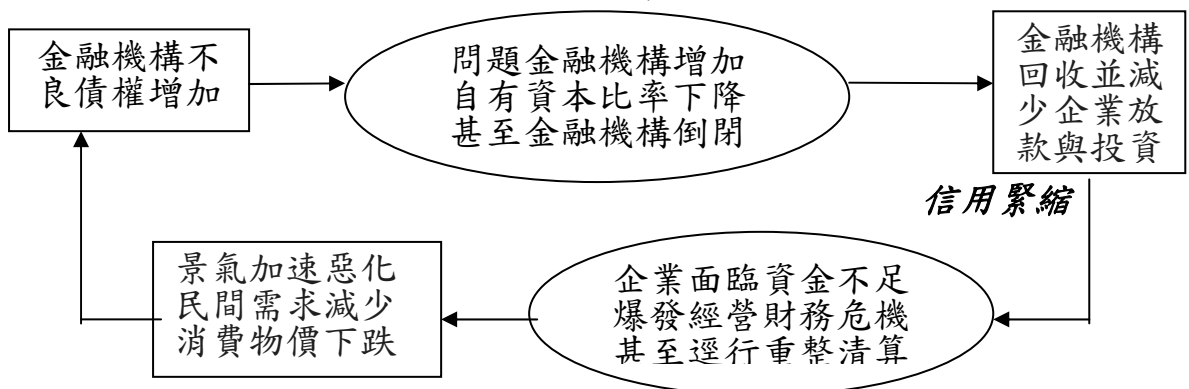 金融機構不
良債權增加
問題金融機構增加
自有資本比率下降
甚至金融機構倒閉
金融機構
回收並減
少企業放
款與投資
信用緊縮
企業面臨資金不足
爆發經營財務危機
甚至逕行重整清算
景氣加速惡化
民間需求減少
消費物價下跌